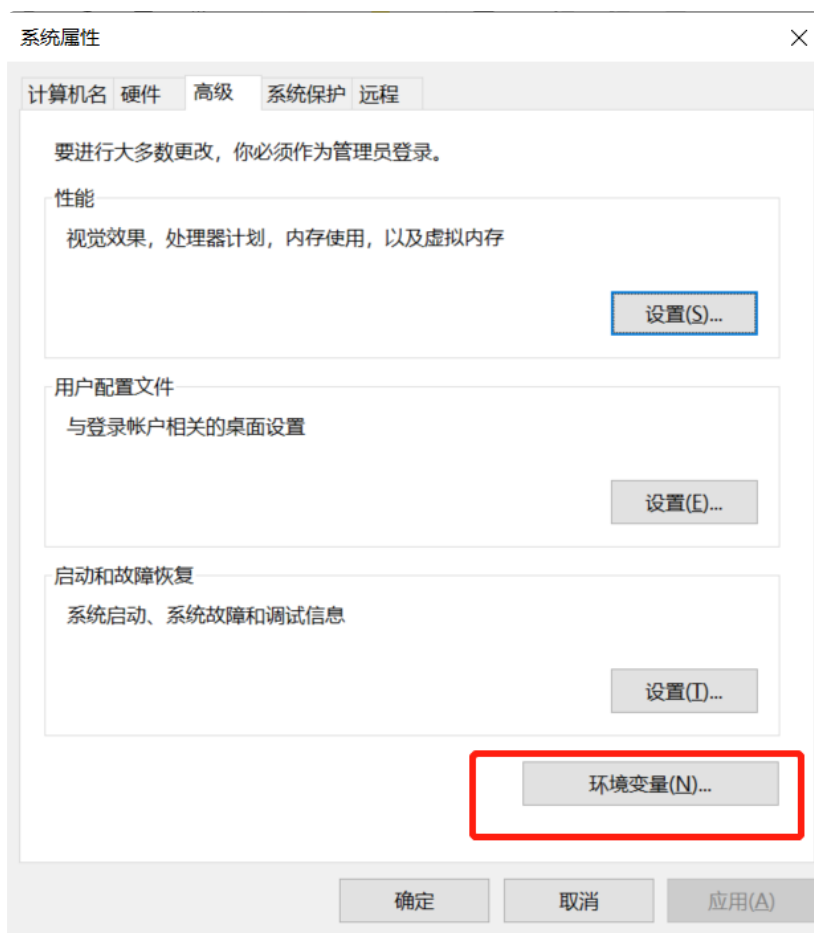 系统属性
计算机名 硬件 高级 系统保护 远程
要进行大多数更改，你必须作为管理员登录。
性能
视觉效果，处理器计划，内存使用，以及虚拟内存
设置(S)...
用户配置文件
与登录帐户相关的桌面设置
设置(E)...
启动和故障恢复
系统启动、系统故障和调试信息
设置(T)...
环境变量(N)...
确定 取消 应用(A)